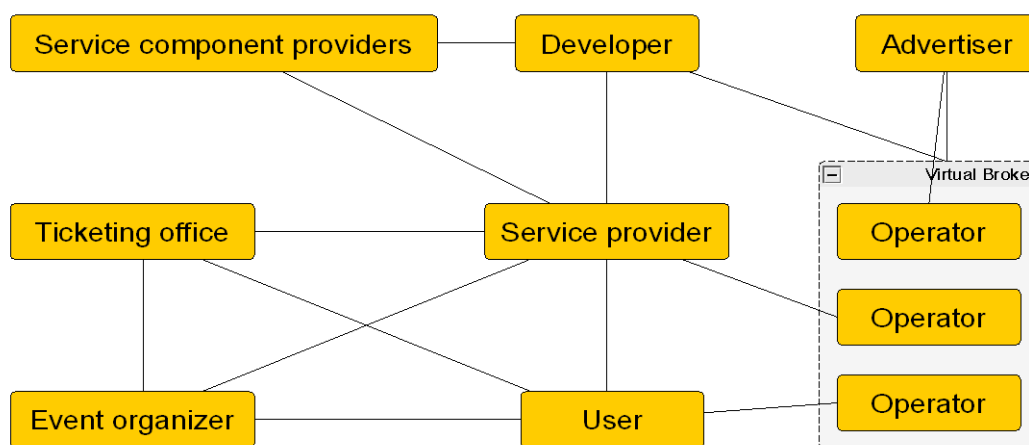 Service component providers
Developer
Advertiser
Virtual Broke
Ticketing office
Service provider
Operator
Operator
Event organizer
User
Operator